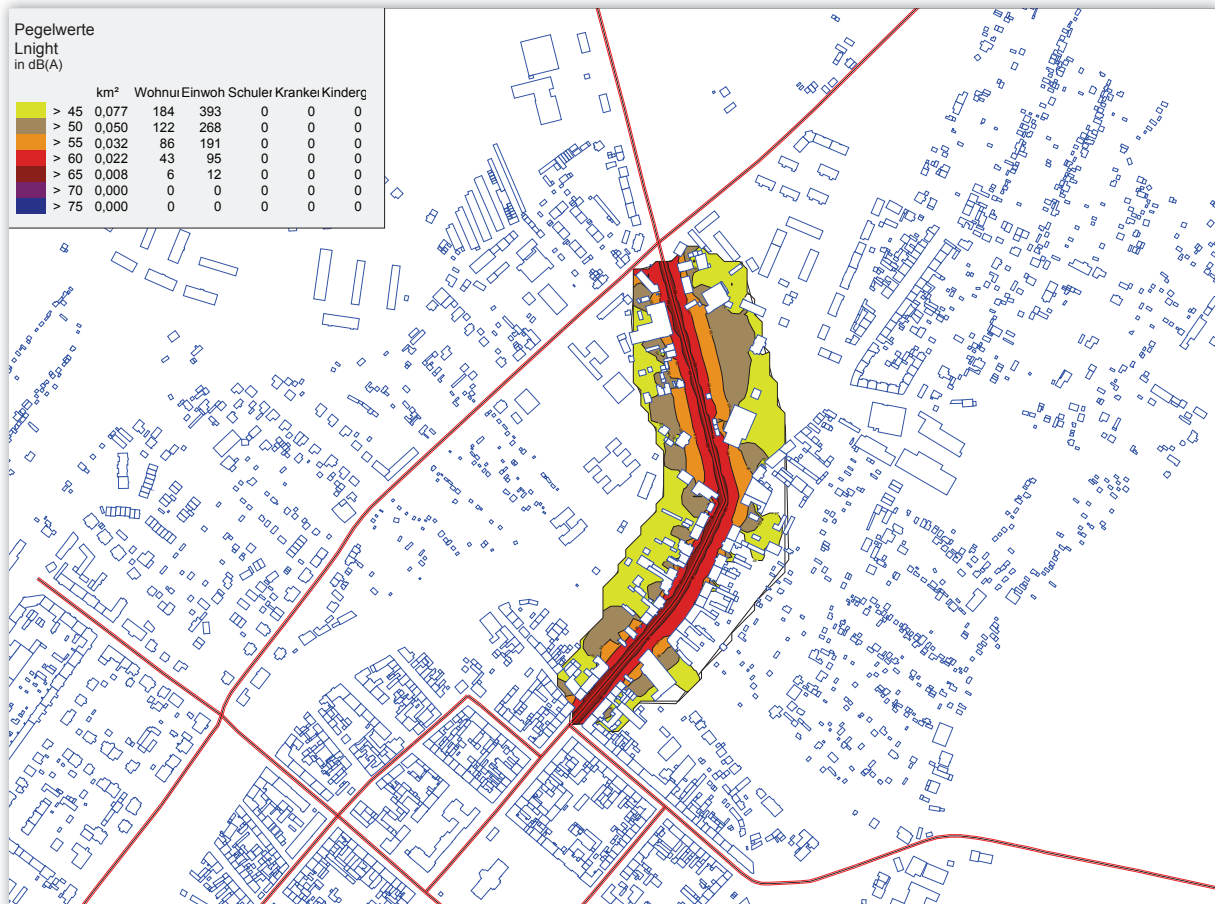 Pegelwerte
Lnight
in dB(A)
km² Wohnu Einwoh Schuler Kranker Kinderg
> 45 0,077 184 393 0 0 0
> 50 0,050 122 268 0 0 0
> 55 0,032 86 191 0 0 0
> 60 0,022 43 95 0 0 0
> 65 0,008 6 12 0 0 0
> 70 0,000 0 0 0 0 0
> 75 0,000 0 0 0 0 0